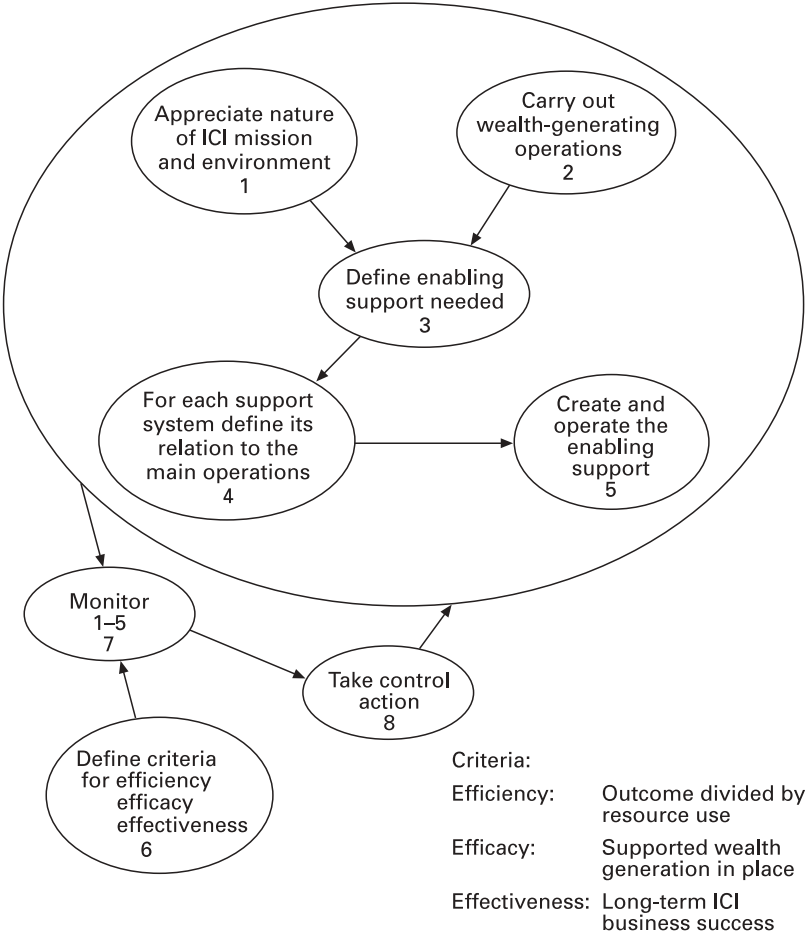 Appreciate nature
of ICI mission
and environment
1
Carry out
wealth-generating
operations
2
Define enabling
support needed
3
For each support
system define its
relation to the
main operations
4
Create and
operate the
enabling
support
5
Monitor
1–5
7
Take control
action
8
Define criteria
for efficiency
efficacy
effectiveness
6
Criteria:
Efficiency: Outcome divided by
resource use
Efficacy: Supported wealth
generation in place
Effectiveness: Long-term ICI
business success